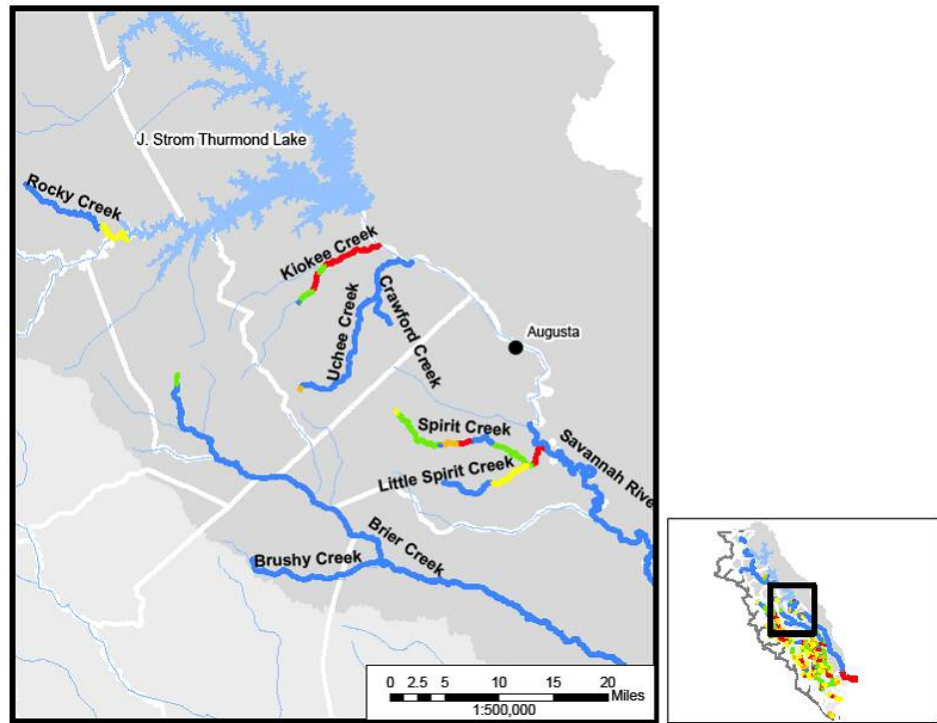 J. Strom Thurmond Lake
Rocky Creek
Kiokee Creek
Uchee Creek
Crawford Creek
Augusta
Spirit Creek
Savannah Rive
Little Spirit Creek
Brier Creek
Brushy Creek
0 2.5 5 10 15 20
Miles
1:500,000